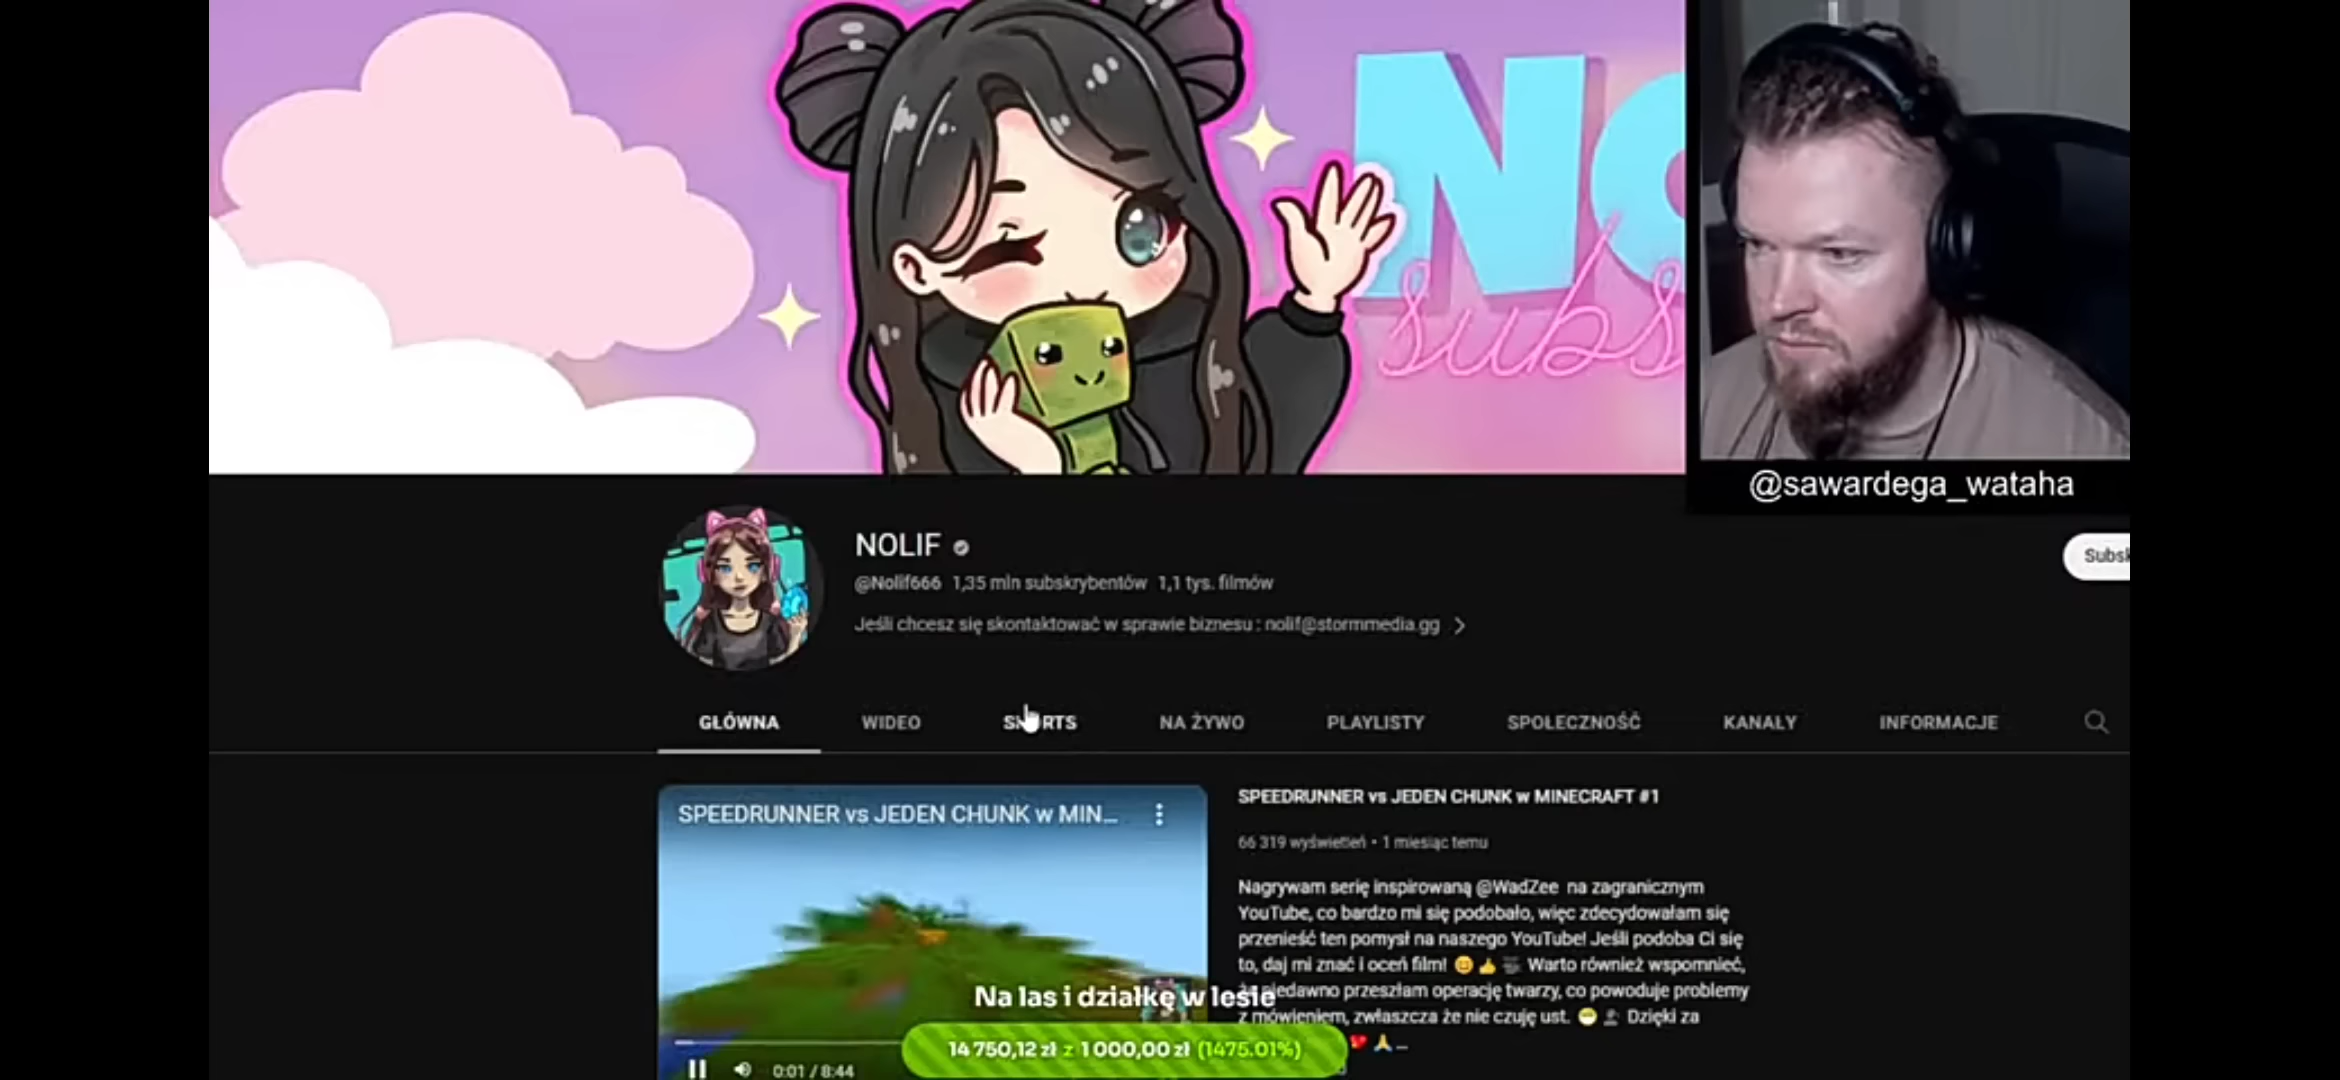 NO
subs
@sawardega_wataha
NOLIF
Subsk
@Nolif666 1,35 mln subskrybentów 1,1 tys. filmów
Jeśli chcesz się skontaktować w sprawie biznesu : nolif@stormmedia.gg
GŁÓWNA WIDEO SHORTS NA ŻYWO PLAYLISTY SPOŁECZNOŚĆ KANAŁY INFORMACJE
SPEEDRUNNER vs JEDEN CHUNK w MIN...
SPEEDRUNNER vs JEDEN CHUNK w MINECRAFT #1
66 319 wyświetleń • 1 miesiąc temu
Nagrywam serię inspirowaną @WadZee na zagranicznym
YouTube, co bardzo mi się podobało, więc zdecydowałam się
przenieść ten pomysł na naszego YouTube! Jeśli podoba Ci się
to, daj mi znać i oceń film! 😊 👍 Warto również wspomnieć,
niedawno przeszłam operację twarzy, co powoduje problemy
z mówieniem, zwłaszcza że nie czuję ust. Dzięki za
🙏 ...
Na las i działkę w lesie
14 750,12 zł z 1 000,00 zł (1475.01%)
0:01 / 8:44